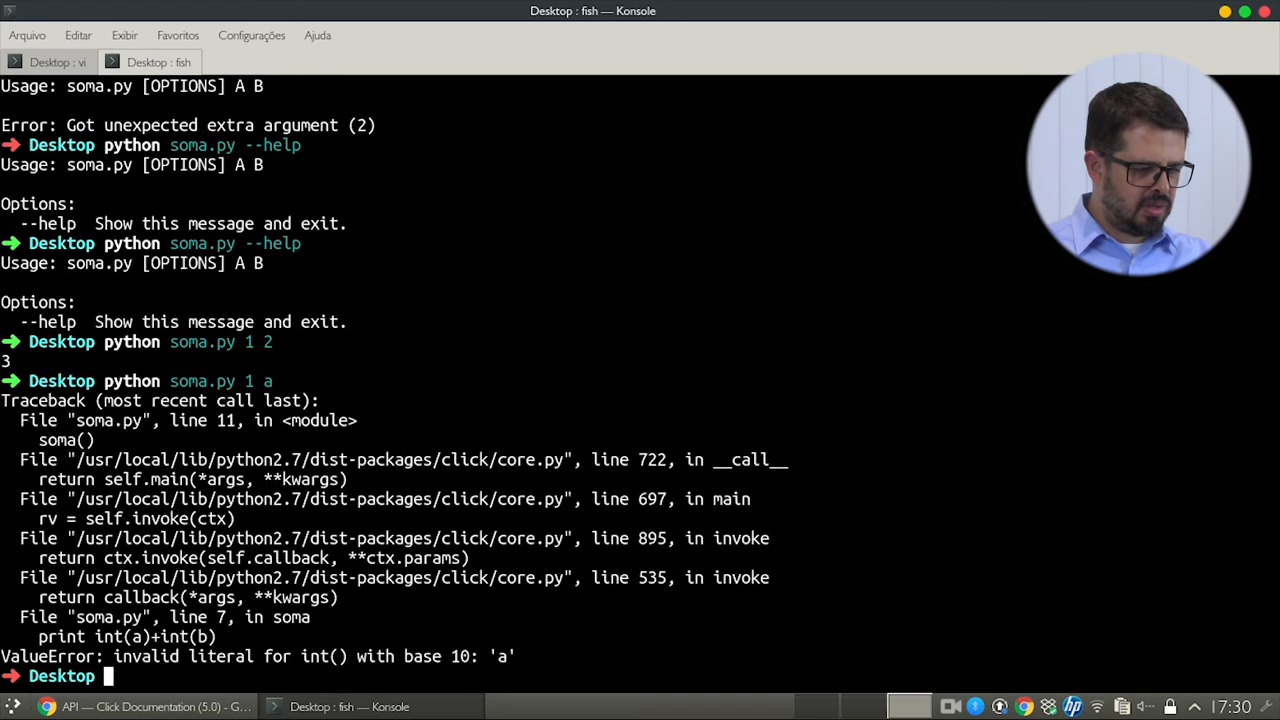 Desktop : fish — Konsole
Arquivo Editar Exibir Favoritos Configurações Ajuda
Desktop : vi Desktop : fish
Usage: soma.py [OPTIONS] A B
Error: Got unexpected extra argument (2)
➜ Desktop python soma.py --help
Usage: soma.py [OPTIONS] A B
Options:
--help Show this message and exit.
➜ Desktop python soma.py --help
Usage: soma.py [OPTIONS] A B
Options:
--help Show this message and exit.
➜ Desktop python soma.py 1 2
3
➜ Desktop python soma.py 1 a
Traceback (most recent call last):
File "soma.py", line 11, in <module>
soma()
File "/usr/local/lib/python2.7/dist-packages/click/core.py", line 722, in __call__
return self.main(*args, **kwargs)
File "/usr/local/lib/python2.7/dist-packages/click/core.py", line 697, in main
rv = self.invoke(ctx)
File "/usr/local/lib/python2.7/dist-packages/click/core.py", line 895, in invoke
return ctx.invoke(self.callback, **ctx.params)
File "/usr/local/lib/python2.7/dist-packages/click/core.py", line 535, in invoke
return callback(*args, **kwargs)
File "soma.py", line 7, in soma
print int(a)+int(b)
ValueError: invalid literal for int() with base 10: 'a'
➜ Desktop
API — Click Documentation (5.0) - G... Desktop : fish — Konsole 17:30